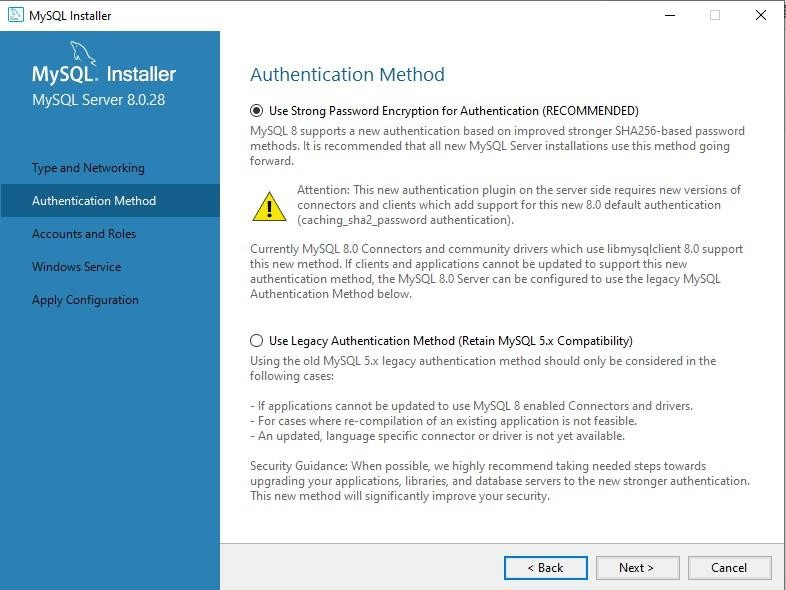 MySQL Installer
MySQL. Installer
MySQL Server 8.0.28
Type and Networking
Authentication Method
Accounts and Roles
Windows Service
Apply Configuration
Authentication Method
Use Strong Password Encryption for Authentication (RECOMMENDED)
MySQL 8 supports a new authentication based on improved stronger SHA256-based password
methods. It is recommended that all new MySQL Server installations use this method going
forward.
Attention: This new authentication plugin on the server side requires new versions of
connectors and clients which add support for this new 8.0 default authentication
(caching_sha2_password authentication).
Currently MySQL 8.0 Connectors and community drivers which use libmysqlclient 8.0 support
this new method. If clients and applications cannot be updated to support this new
authentication method, the MySQL 8.0 Server can be configured to use the legacy MySQL
Authentication Method below.
Use Legacy Authentication Method (Retain MySQL 5.x Compatibility)
Using the old MySQL 5.x legacy authentication method should only be considered in the
following cases:
- If applications cannot be updated to use MySQL 8 enabled Connectors and drivers.
- For cases where re-compilation of an existing application is not feasible.
- An updated, language specific connector or driver is not yet available.
Security Guidance: When possible, we highly recommend taking needed steps towards
upgrading your applications, libraries, and database servers to the new stronger authentication.
This new method will significantly improve your security.
< Back
Next >
Cancel